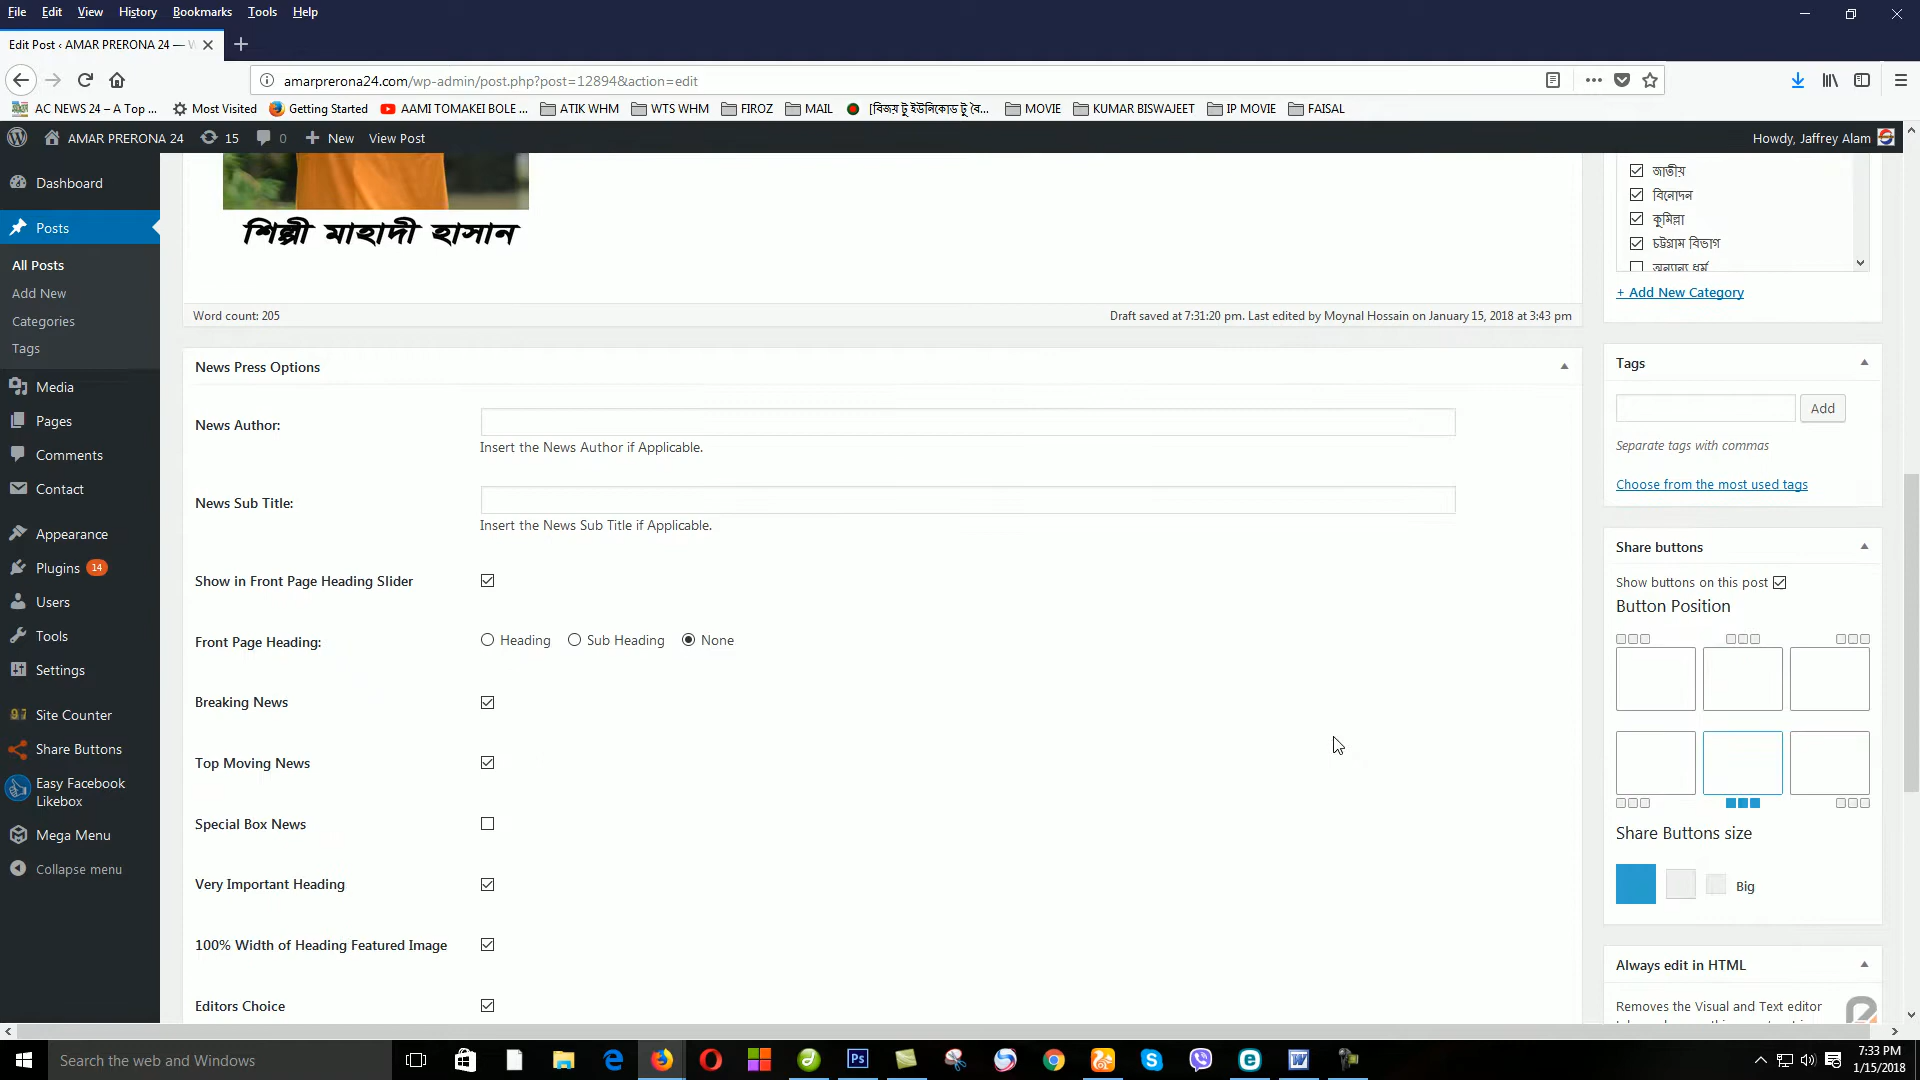 File Edit View History Bookmarks Tools Help
Edit Post ‹ AMAR PRERONA 24 —
amarprerona24.com/wp-admin/post.php?post=12894&action=edit
AC NEWS 24 – A Top ... Most Visited Getting Started AAMI TOMAKEI BOLE ... ATIK WHM WTS WHM FIROZ MAIL [বিজয় টু ইউনিকোড টু বৈ... MOVIE KUMAR BISWAJEET IP MOVIE FAISAL
AMAR PRERONA 24 15 0 New View Post Howdy, Jaffrey Alam
Dashboard
Posts
All Posts
Add New
Categories
Tags
Media
Pages
Comments
Contact
Appearance
Plugins 14
Users
Tools
Settings
Site Counter
Share Buttons
Easy Facebook
Likebox
Mega Menu
Collapse menu
শিল্পী মাহাদী হাসান
Word count: 205
Draft saved at 7:31:20 pm. Last edited by Moynal Hossain on January 15, 2018 at 3:43 pm
News Press Options
News Author:
Insert the News Author if Applicable.
News Sub Title:
Insert the News Sub Title if Applicable.
Show in Front Page Heading Slider
Front Page Heading: Heading Sub Heading None
Breaking News
Top Moving News
Special Box News
Very Important Heading
100% Width of Heading Featured Image
Editors Choice
জাতীয়
বিনোদন
কুমিল্লা
চট্টগ্রাম বিভাগ
অন্যান্য ধর্ম
+ Add New Category
Tags
Add
Separate tags with commas
Choose from the most used tags
Share buttons
Show buttons on this post
Button Position
Share Buttons size
Big
Always edit in HTML
Removes the Visual and Text editor
Search the web and Windows
7:33 PM
1/15/2018